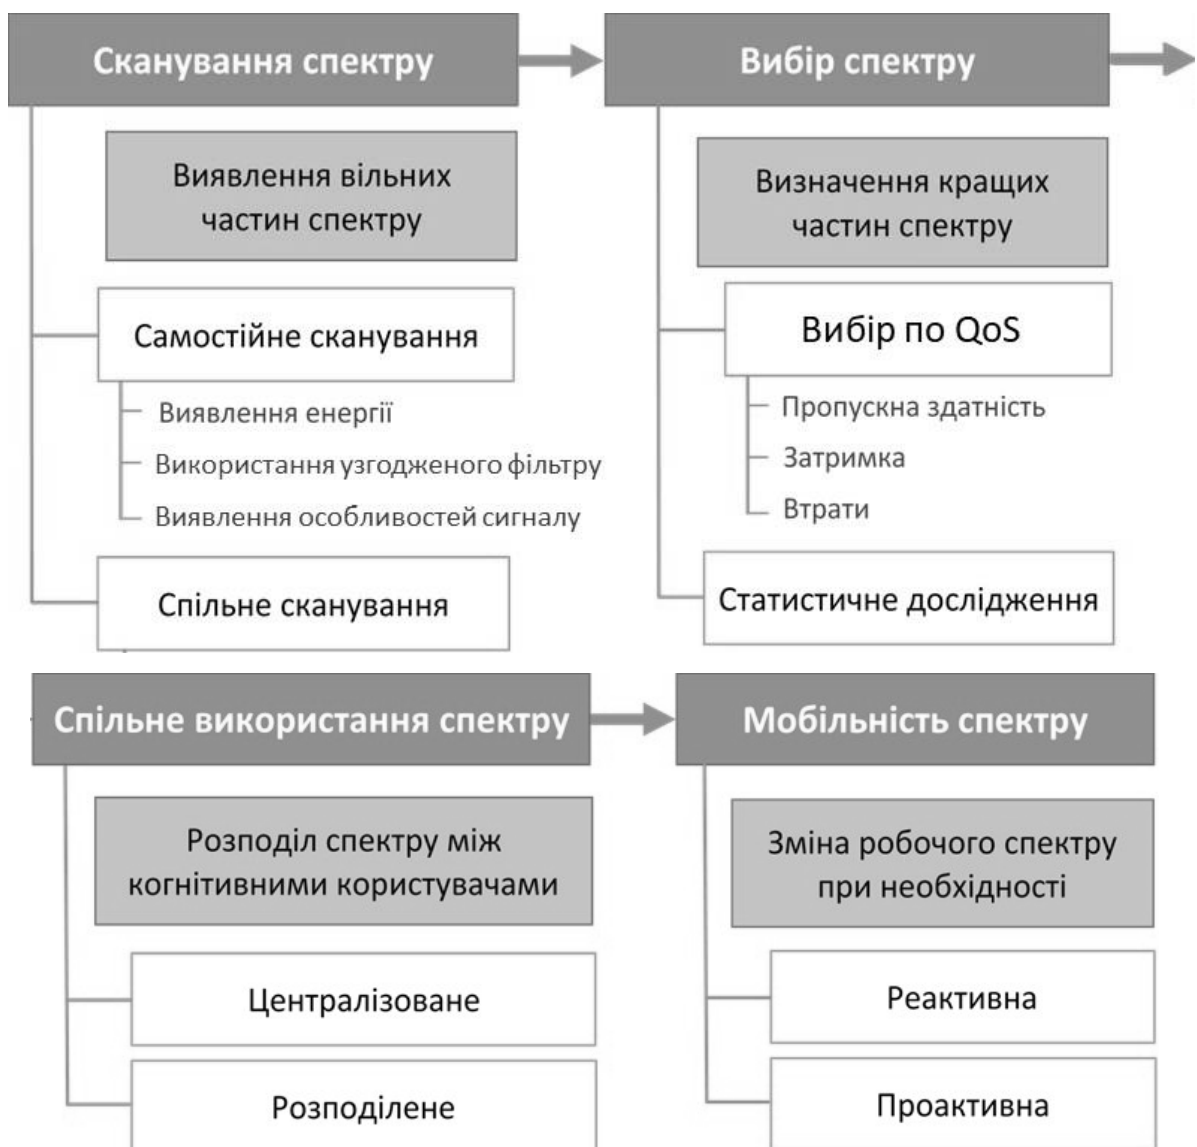 Сканування спектру
Виявлення вільних
частин спектру
Самостійне сканування
Виявлення енергії
Використання узгодженого фільтру
Виявлення особливостей сигналу
Спільне сканування
Вибір спектру
Визначення кращих
частин спектру
Вибір по QoS
Пропускна здатність
Затримка
Втрати
Статистичне дослідження
Спільне використання спектру
Розподіл спектру між
когнітивними користувачами
Централізоване
Розподілене
Мобільність спектру
Зміна робочого спектру
при необхідності
Реактивна
Проактивна